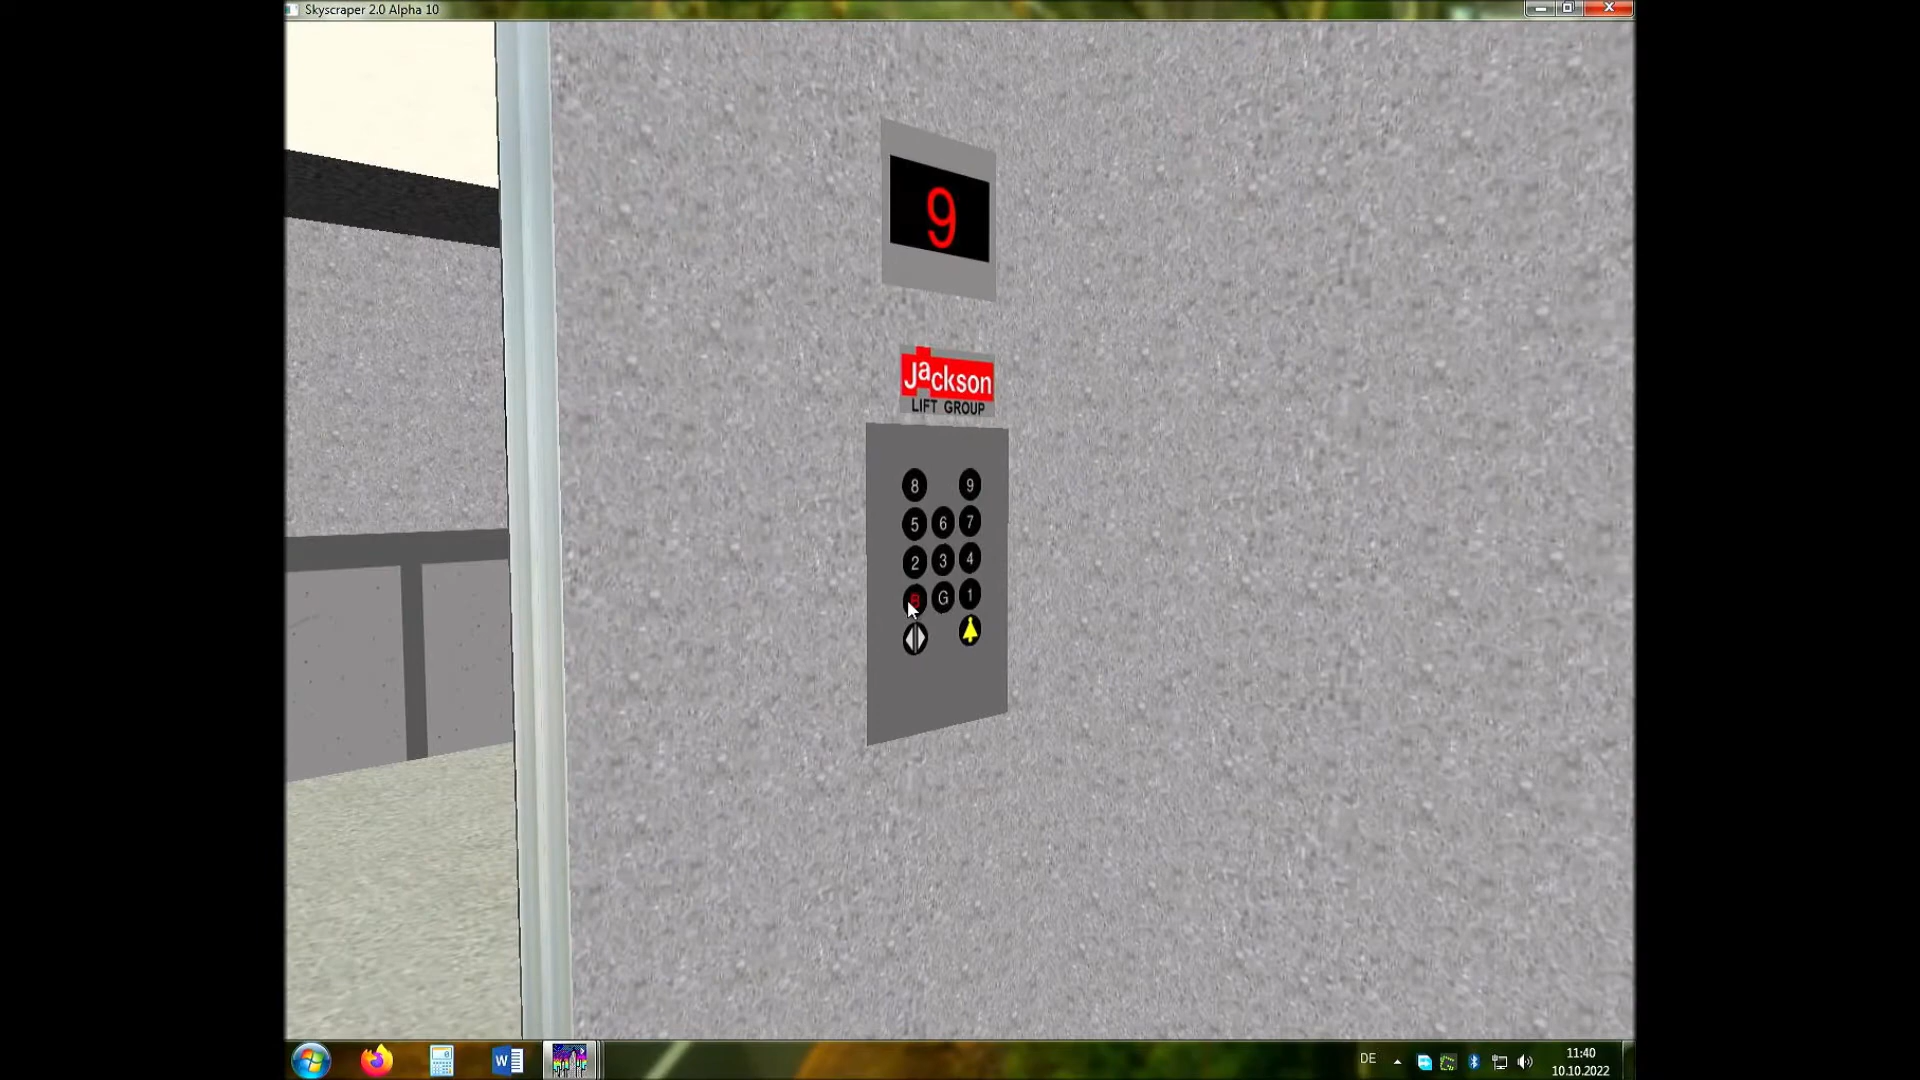 Skyscraper 2.0 Alpha 10
9
Jackson
LIFT GROUP
8 9
5 6 7
2 3 4
G 1
DE
11:40
10.10.2022